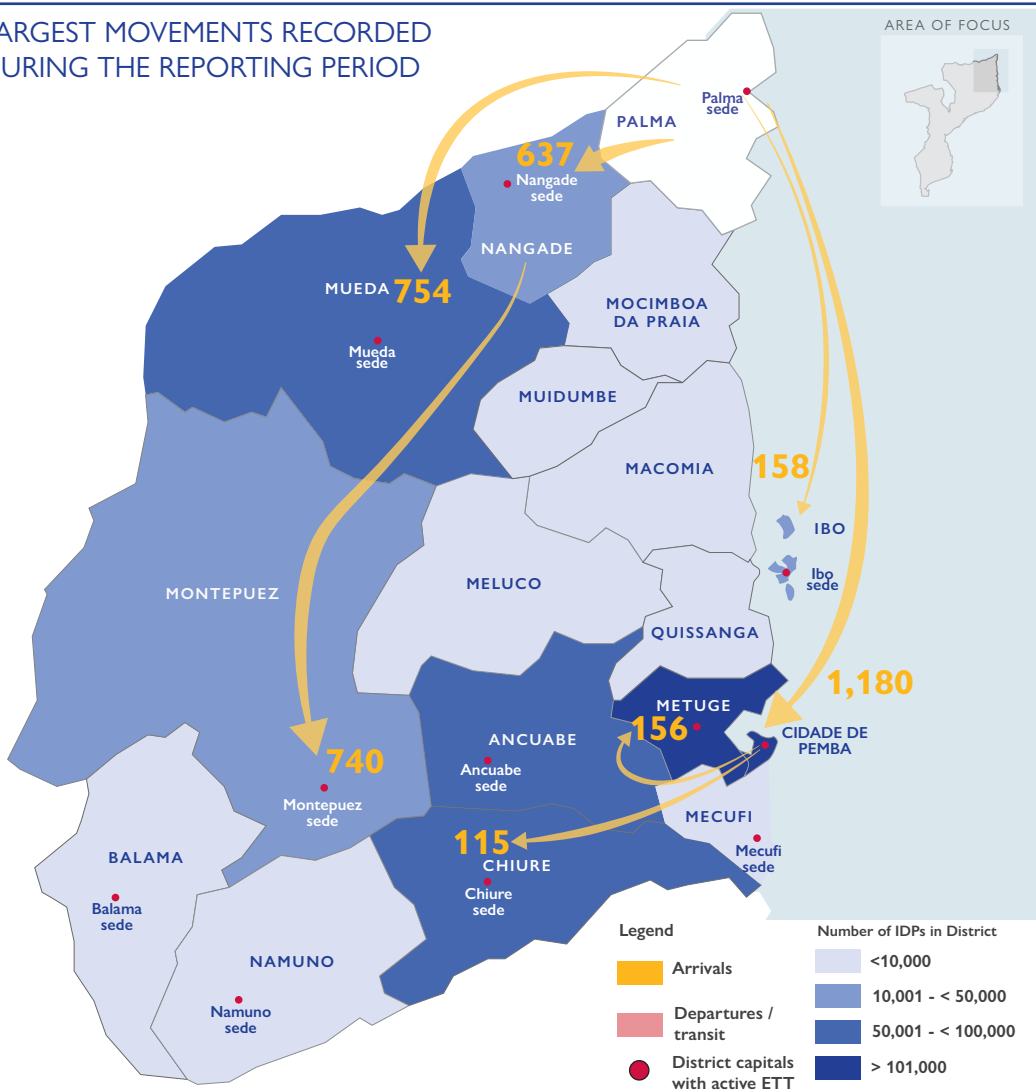 ARGEST MOVEMENTS RECORDED
URING THE REPORTING PERIOD
AREA OF FOCUS
Palma
sede
PALMA
637
Nangade
sede
NANGADE
MUEDA 754
MOCIMBOA
DA PRAIA
Mueda
sede
MUIDUMBE
MACOMIA
158
IBO
Ibo
sede
MONTEPUEZ
MELUCO
QUISSANGA
1,180
METUGE
156
CIDADE DE
PEMBA
ANCUABE
740
Ancuabe
sede
Montepuez
sede
MECUFI
115
CHIURE
Mecufi
sede
BALAMA
Chiure
sede
Balama
sede
NAMUNO
Namuno
sede
Legend
Arrivals
Departures /
transit
District capitals
with active ETT
Number of IDPs in District
<10,000
10,001 - < 50,000
50,001 - < 100,000
> 101,000